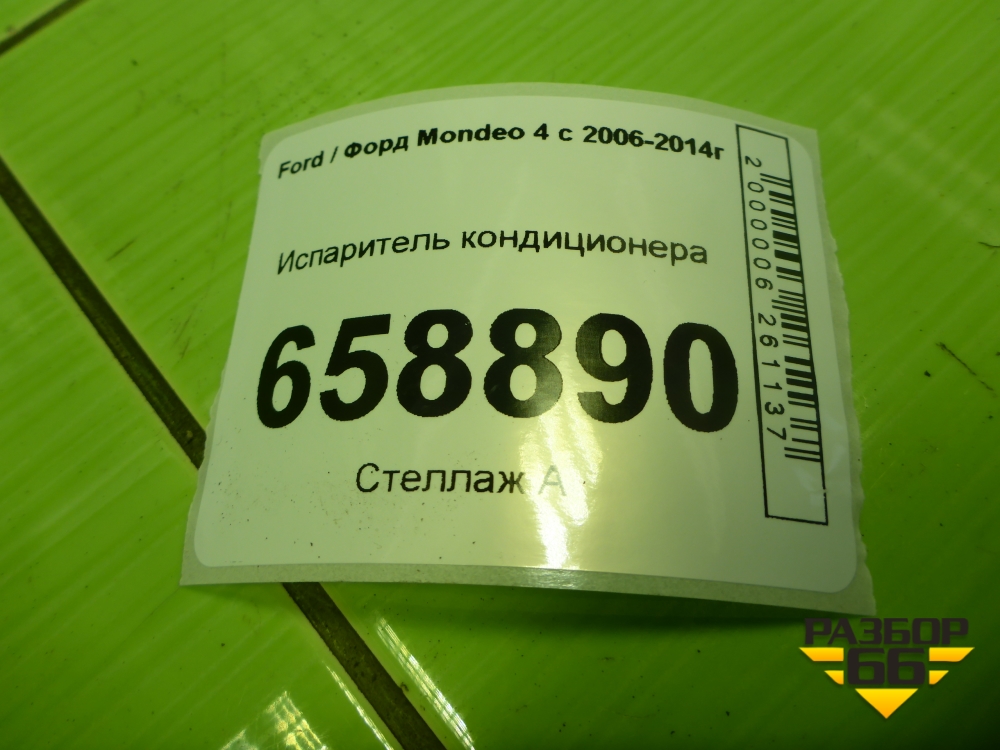 Ford / Форд Mondeo 4 с 2006-2014г
Испаритель кондиционера
658890
Стеллаж А
2000006261137
РАЗБОР
66